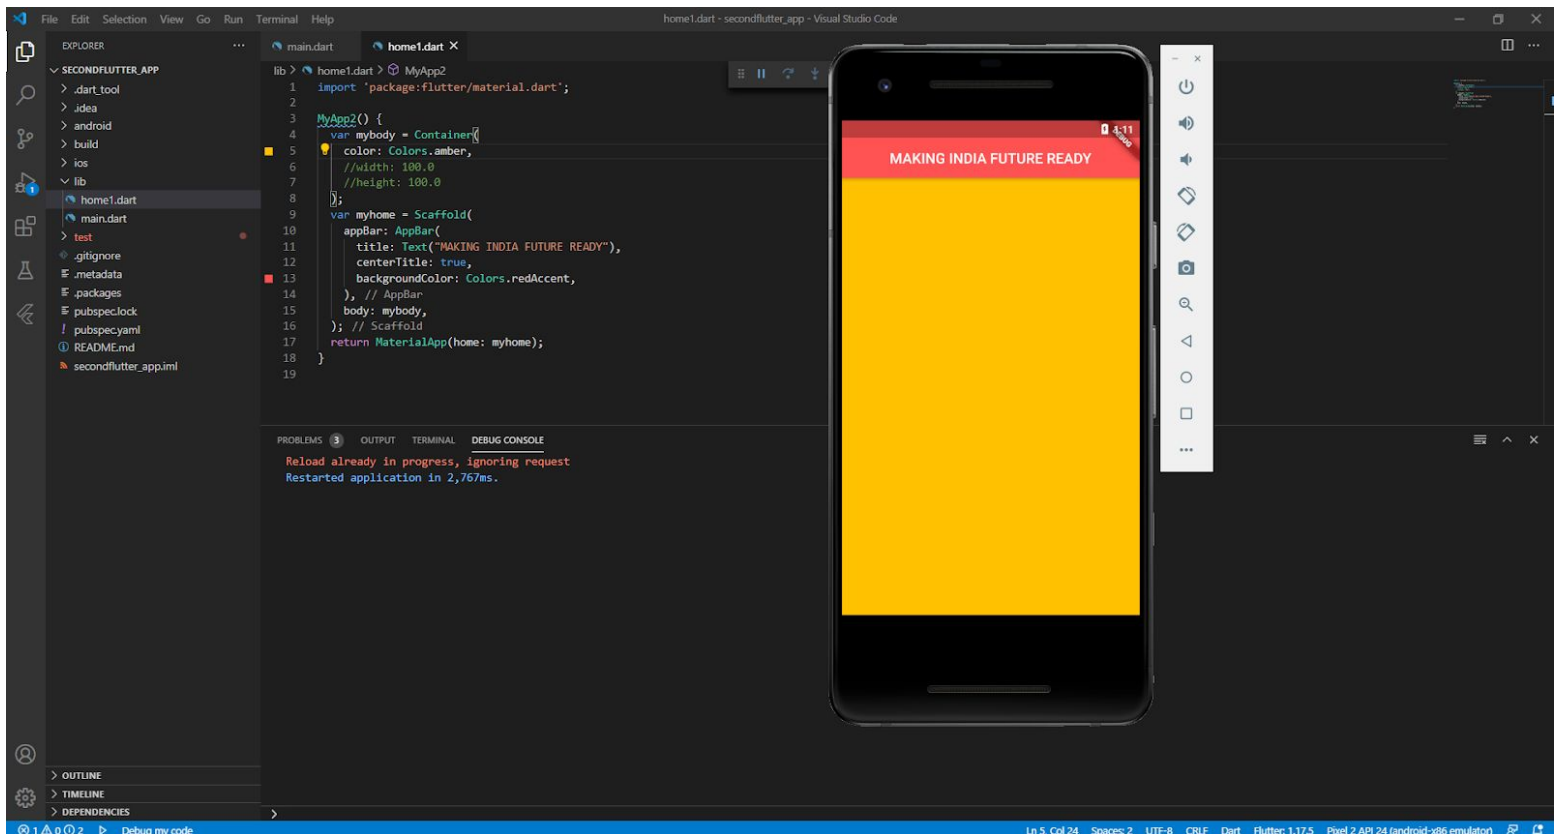 File Edit Selection View Go Run Terminal Help
home1.dart - secondflutter_app - Visual Studio Code
EXPLORER
SECONDFLUTTER_APP
.dart_tool
.idea
android
build
ios
lib
home1.dart
main.dart
test
.gitignore
.metadata
.packages
pubspec.lock
pubspec.yaml
README.md
secondflutter_app.iml
OUTLINE
TIMELINE
DEPENDENCIES
main.dart home1.dart
lib > home1.dart > MyApp2
1 import 'package:flutter/material.dart';
2
3 MyApp2() {
4 var mybody = Container(
5 color: Colors.amber,
6 //width: 100.0
7 //height: 100.0
8 );
9 var myhome = Scaffold(
10 appBar: AppBar(
11 title: Text("MAKING INDIA FUTURE READY"),
12 centerTitle: true,
13 backgroundColor: Colors.redAccent,
14 ), // AppBar
15 body: mybody,
16 ); // Scaffold
17 return MaterialApp(home: myhome);
18 }
19
PROBLEMS 3 OUTPUT TERMINAL DEBUG CONSOLE
Reload already in progress, ignoring request
Restarted application in 2,767ms.
:11
DEBUG
MAKING INDIA FUTURE READY
1
1 0 2 Debug my code
Ln 5, Col 24 Spaces: 2 UTF-8 CRLF Dart Flutter: 1.17.5 Pixel 2 API 24 (android-x86 emulator)